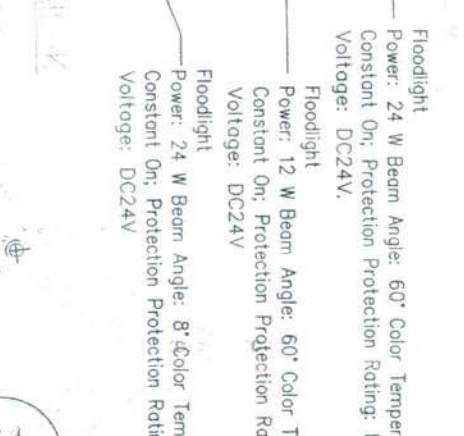 Floodlight
Power: 24 W Beam Angle: 60° Color Temper
Constant On; Protection Protection Rating:
Voltage: DC24V.
Floodlight
Power: 12 W Beam Angle: 60° Color T
Constant On; Protection Protection Ra
Voltage: DC24V
Floodlight
Power: 24 W Beam Angle: 8° Color Tem
Constant On; Protection Protection Ratin
Voltage: DC24V